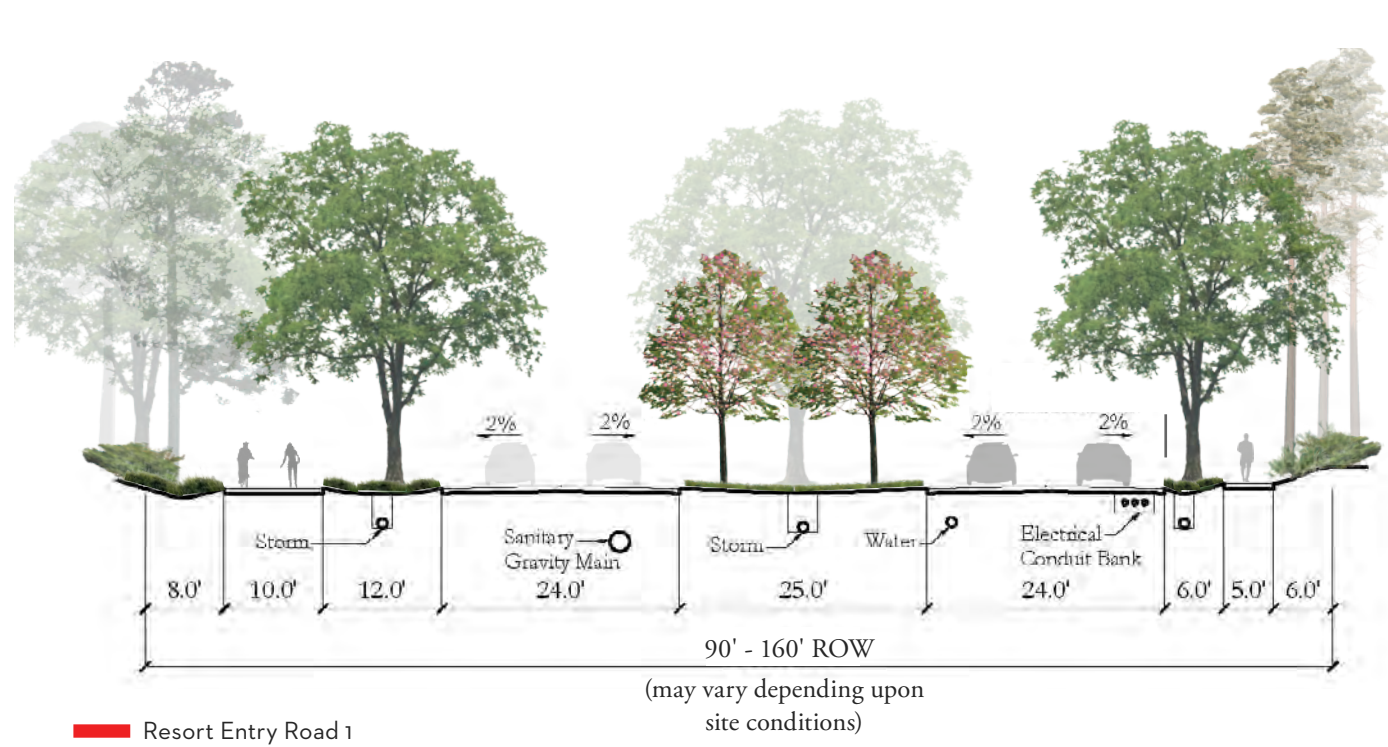 2%
2%
2%
2%
Storm
Sanitary
Gravity Main
Storm
Water
Electrical
Conduit Bank
8.0'
10.0'
12.0'
24.0'
25.0'
24.0'
6.0'
5.0'
6.0'
90' - 160' ROW
(may vary depending upon
site conditions)
Resort Entry Road 1